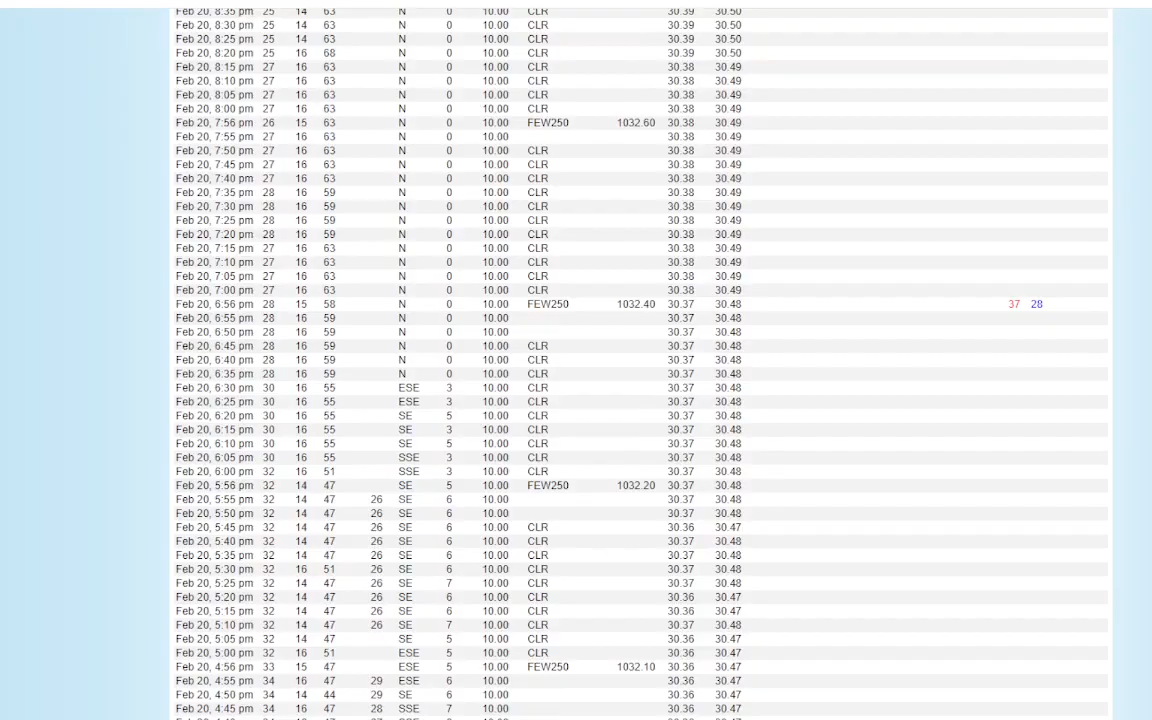 Feb 20, 8:35 pm 25 14 63 N 0 10.00 CLR 30.39 30.50
Feb 20, 8:30 pm 25 14 63 N 0 10.00 CLR 30.39 30.50
Feb 20, 8:25 pm 25 14 63 N 0 10.00 CLR 30.39 30.50
Feb 20, 8:20 pm 25 16 68 N 0 10.00 CLR 30.39 30.50
Feb 20, 8:15 pm 27 16 63 N 0 10.00 CLR 30.38 30.49
Feb 20, 8:10 pm 27 16 63 N 0 10.00 CLR 30.38 30.49
Feb 20, 8:05 pm 27 16 63 N 0 10.00 CLR 30.38 30.49
Feb 20, 8:00 pm 27 16 63 N 0 10.00 CLR 30.38 30.49
Feb 20, 7:56 pm 26 15 63 N 0 10.00 FEW250 1032.60 30.38 30.49
Feb 20, 7:55 pm 27 16 63 N 0 10.00 30.38 30.49
Feb 20, 7:50 pm 27 16 63 N 0 10.00 CLR 30.38 30.49
Feb 20, 7:45 pm 27 16 63 N 0 10.00 CLR 30.38 30.49
Feb 20, 7:40 pm 27 16 63 N 0 10.00 CLR 30.38 30.49
Feb 20, 7:35 pm 28 16 59 N 0 10.00 CLR 30.38 30.49
Feb 20, 7:30 pm 28 16 59 N 0 10.00 CLR 30.38 30.49
Feb 20, 7:25 pm 28 16 59 N 0 10.00 CLR 30.38 30.49
Feb 20, 7:20 pm 28 16 59 N 0 10.00 CLR 30.38 30.49
Feb 20, 7:15 pm 27 16 63 N 0 10.00 CLR 30.38 30.49
Feb 20, 7:10 pm 27 16 63 N 0 10.00 CLR 30.38 30.49
Feb 20, 7:05 pm 27 16 63 N 0 10.00 CLR 30.38 30.49
Feb 20, 7:00 pm 27 16 63 N 0 10.00 CLR 30.38 30.49
Feb 20, 6:56 pm 28 15 58 N 0 10.00 FEW250 1032.40 30.37 30.48 37 28
Feb 20, 6:55 pm 28 16 59 N 0 10.00 30.37 30.48
Feb 20, 6:50 pm 28 16 59 N 0 10.00 30.37 30.48
Feb 20, 6:45 pm 28 16 59 N 0 10.00 CLR 30.37 30.48
Feb 20, 6:40 pm 28 16 59 N 0 10.00 CLR 30.37 30.48
Feb 20, 6:35 pm 28 16 59 N 0 10.00 CLR 30.37 30.48
Feb 20, 6:30 pm 30 16 55 ESE 3 10.00 CLR 30.37 30.48
Feb 20, 6:25 pm 30 16 55 ESE 3 10.00 CLR 30.37 30.48
Feb 20, 6:20 pm 30 16 55 SE 5 10.00 CLR 30.37 30.48
Feb 20, 6:15 pm 30 16 55 SE 3 10.00 CLR 30.37 30.48
Feb 20, 6:10 pm 30 16 55 SE 5 10.00 CLR 30.37 30.48
Feb 20, 6:05 pm 30 16 55 SSE 3 10.00 CLR 30.37 30.48
Feb 20, 6:00 pm 32 16 51 SSE 3 10.00 CLR 30.37 30.48
Feb 20, 5:56 pm 32 14 47 SE 5 10.00 FEW250 1032.20 30.37 30.48
Feb 20, 5:55 pm 32 14 47 26 SE 6 10.00 30.37 30.48
Feb 20, 5:50 pm 32 14 47 26 SE 6 10.00 30.37 30.48
Feb 20, 5:45 pm 32 14 47 26 SE 6 10.00 CLR 30.36 30.47
Feb 20, 5:40 pm 32 14 47 26 SE 6 10.00 CLR 30.37 30.48
Feb 20, 5:35 pm 32 14 47 26 SE 6 10.00 CLR 30.37 30.48
Feb 20, 5:30 pm 32 16 51 26 SE 6 10.00 CLR 30.37 30.48
Feb 20, 5:25 pm 32 14 47 26 SE 7 10.00 CLR 30.37 30.48
Feb 20, 5:20 pm 32 14 47 26 SE 6 10.00 CLR 30.36 30.47
Feb 20, 5:15 pm 32 14 47 26 SE 6 10.00 CLR 30.36 30.47
Feb 20, 5:10 pm 32 14 47 26 SE 7 10.00 CLR 30.37 30.48
Feb 20, 5:05 pm 32 14 47 SE 5 10.00 CLR 30.36 30.47
Feb 20, 5:00 pm 32 16 51 ESE 5 10.00 CLR 30.36 30.47
Feb 20, 4:56 pm 33 15 47 ESE 5 10.00 FEW250 1032.10 30.36 30.47
Feb 20, 4:55 pm 34 16 47 29 ESE 6 10.00 30.36 30.47
Feb 20, 4:50 pm 34 14 44 29 SE 6 10.00 30.36 30.47
Feb 20, 4:45 pm 34 16 47 28 SSE 7 10.00 30.36 30.47